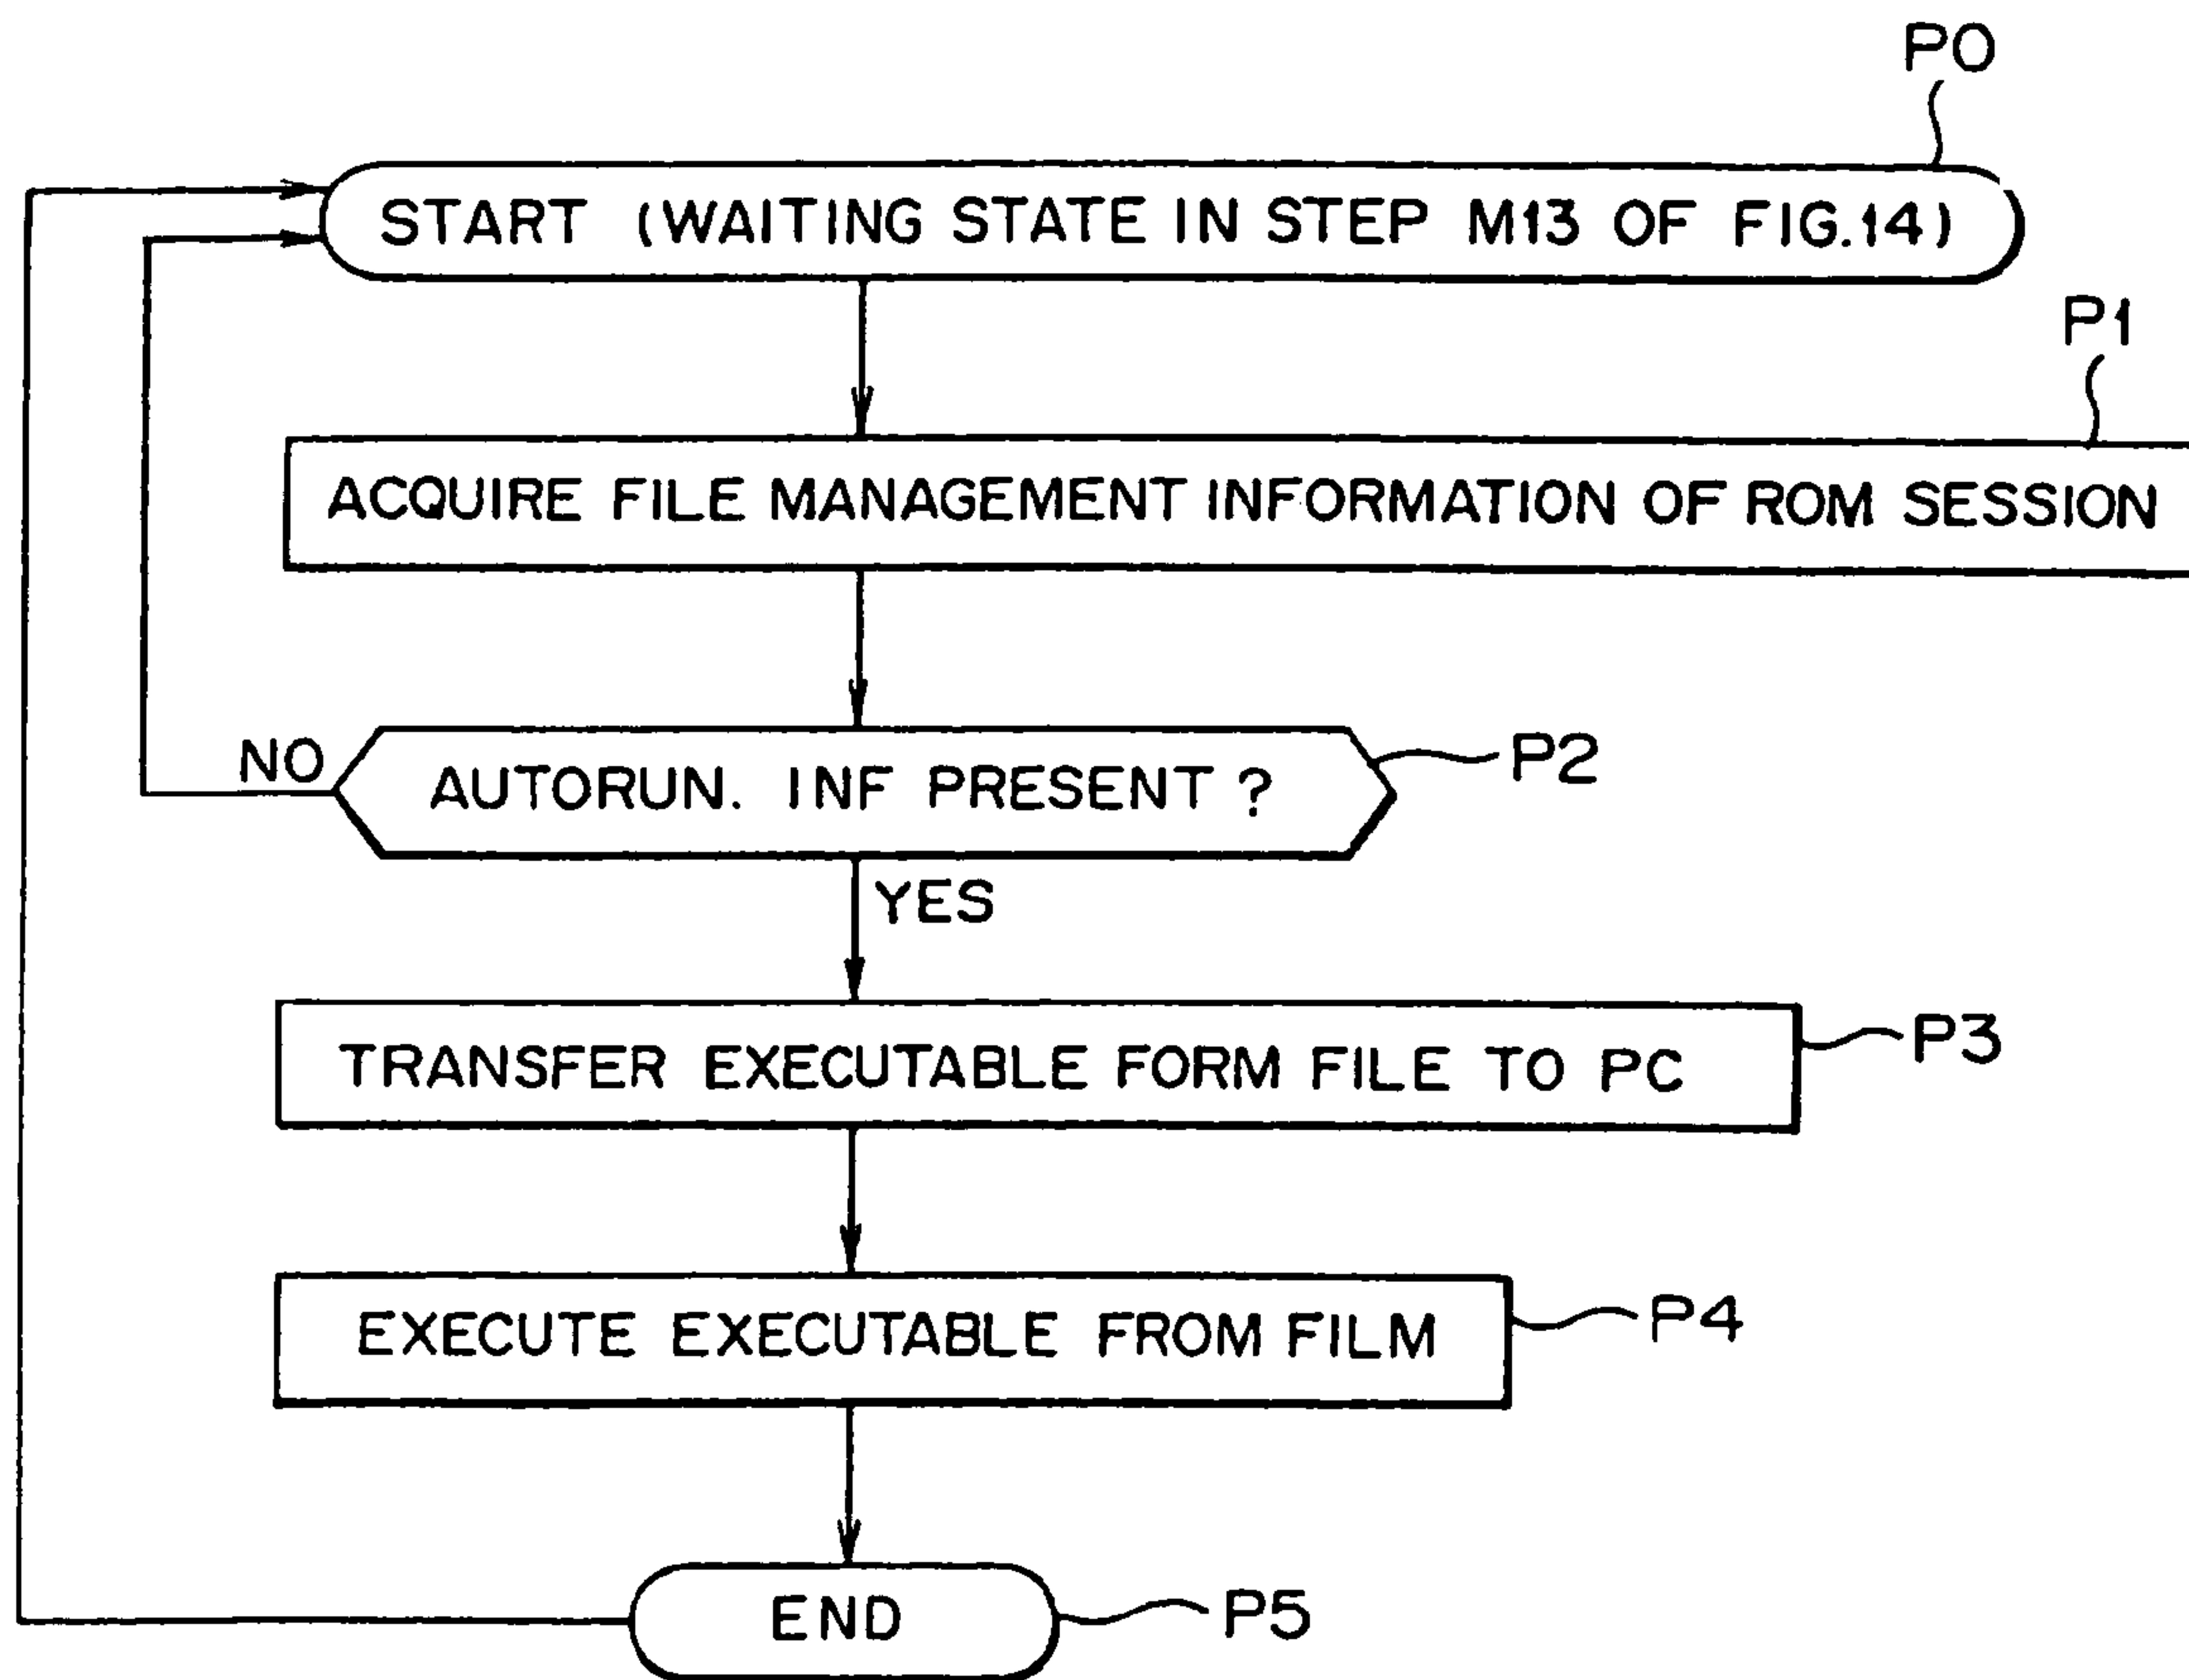 P0
START (WAITING STATE IN STEP M13 OF FIG.14)
P1
ACQUIRE FILE MANAGEMENT INFORMATION OF ROM SESSION
NO
AUTORUN. INF PRESENT ?
P2
YES
TRANSFER EXECUTABLE FORM FILE TO PC
P3
EXECUTE EXECUTABLE FROM FILM
P4
END
P5